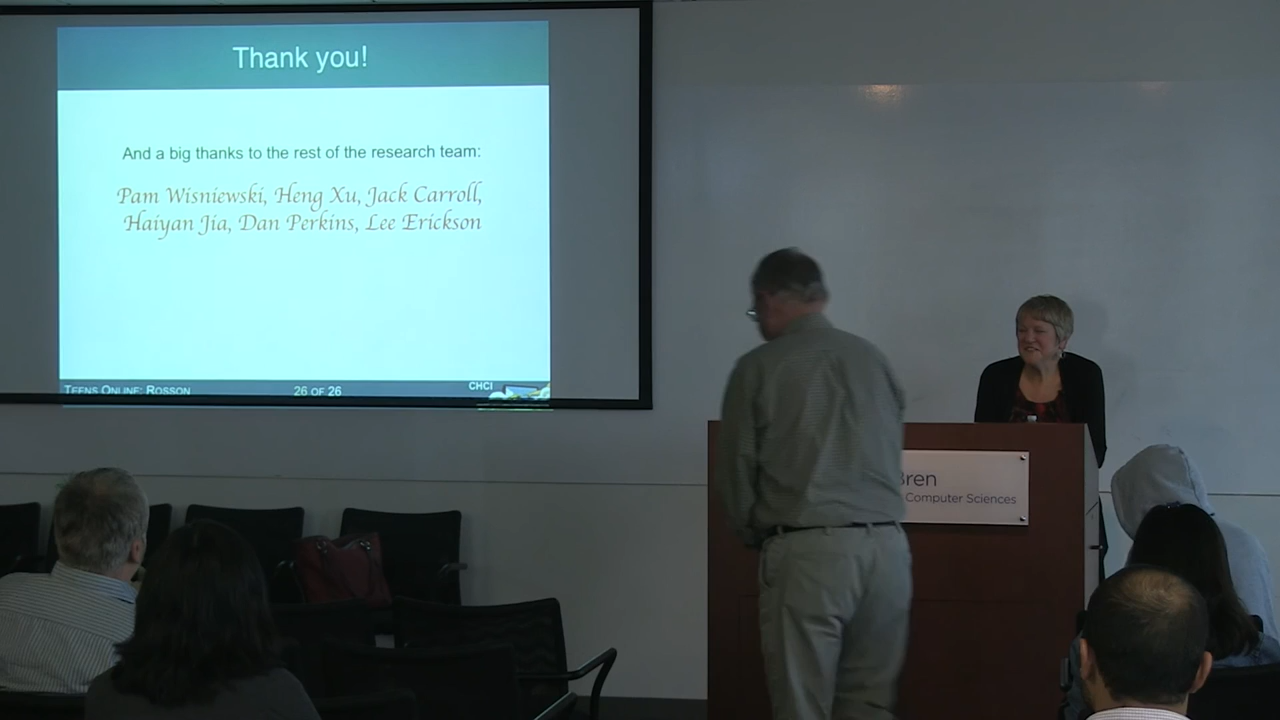 Thank you!
And a big thanks to the rest of the research team:
Pam Wisniewski, Heng Xu, Jack Carroll,
Haiyan Jia, Dan Perkins, Lee Erickson
TEENS ONLINE: ROSSON
26 OF 26
CHCI
Bren
Computer Sciences